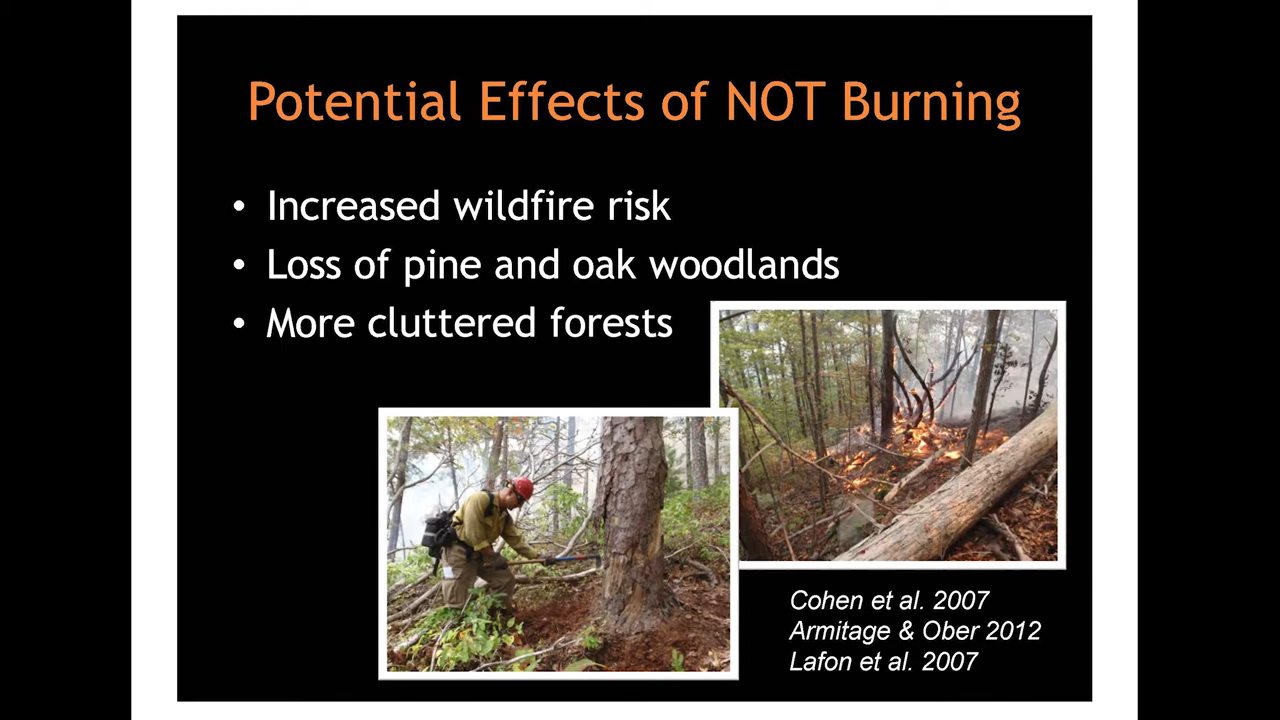 Potential Effects of NOT Burning
• Increased wildfire risk
• Loss of pine and oak woodlands
• More cluttered forests
Cohen et al. 2007
Armitage & Ober 2012
Lafon et al. 2007